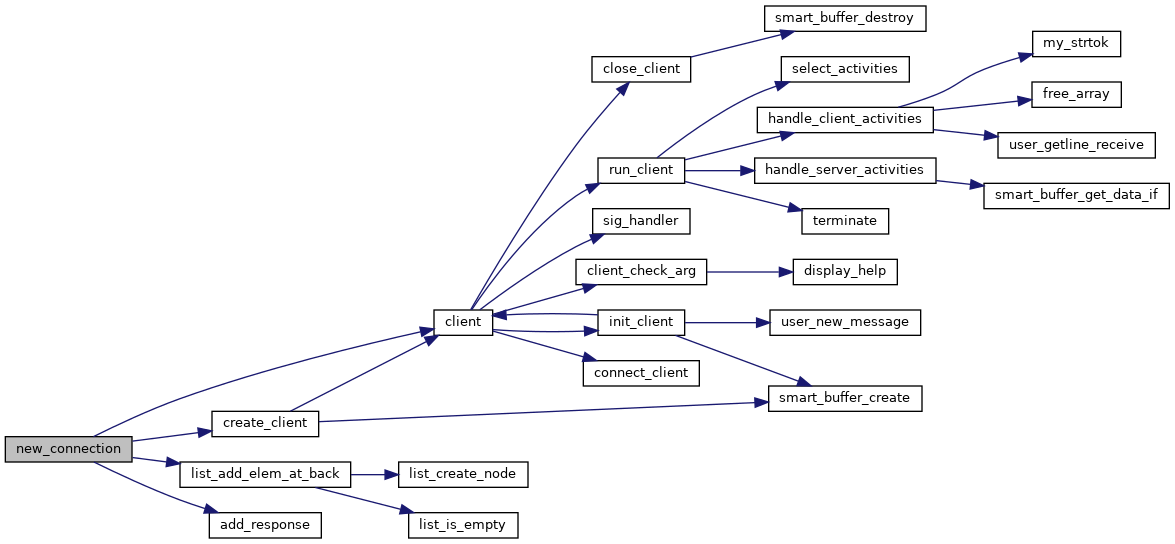 smart_buffer_destroy
my_strtok
close_client
select_activities
free_array
handle_client_activities
user_getline_receive
run_client
handle_server_activities
smart_buffer_get_data_if
sig_handler
terminate
client_check_arg
display_help
client
init_client
user_new_message
connect_client
smart_buffer_create
create_client
new_connection
list_add_elem_at_back
list_create_node
add_response
list_is_empty